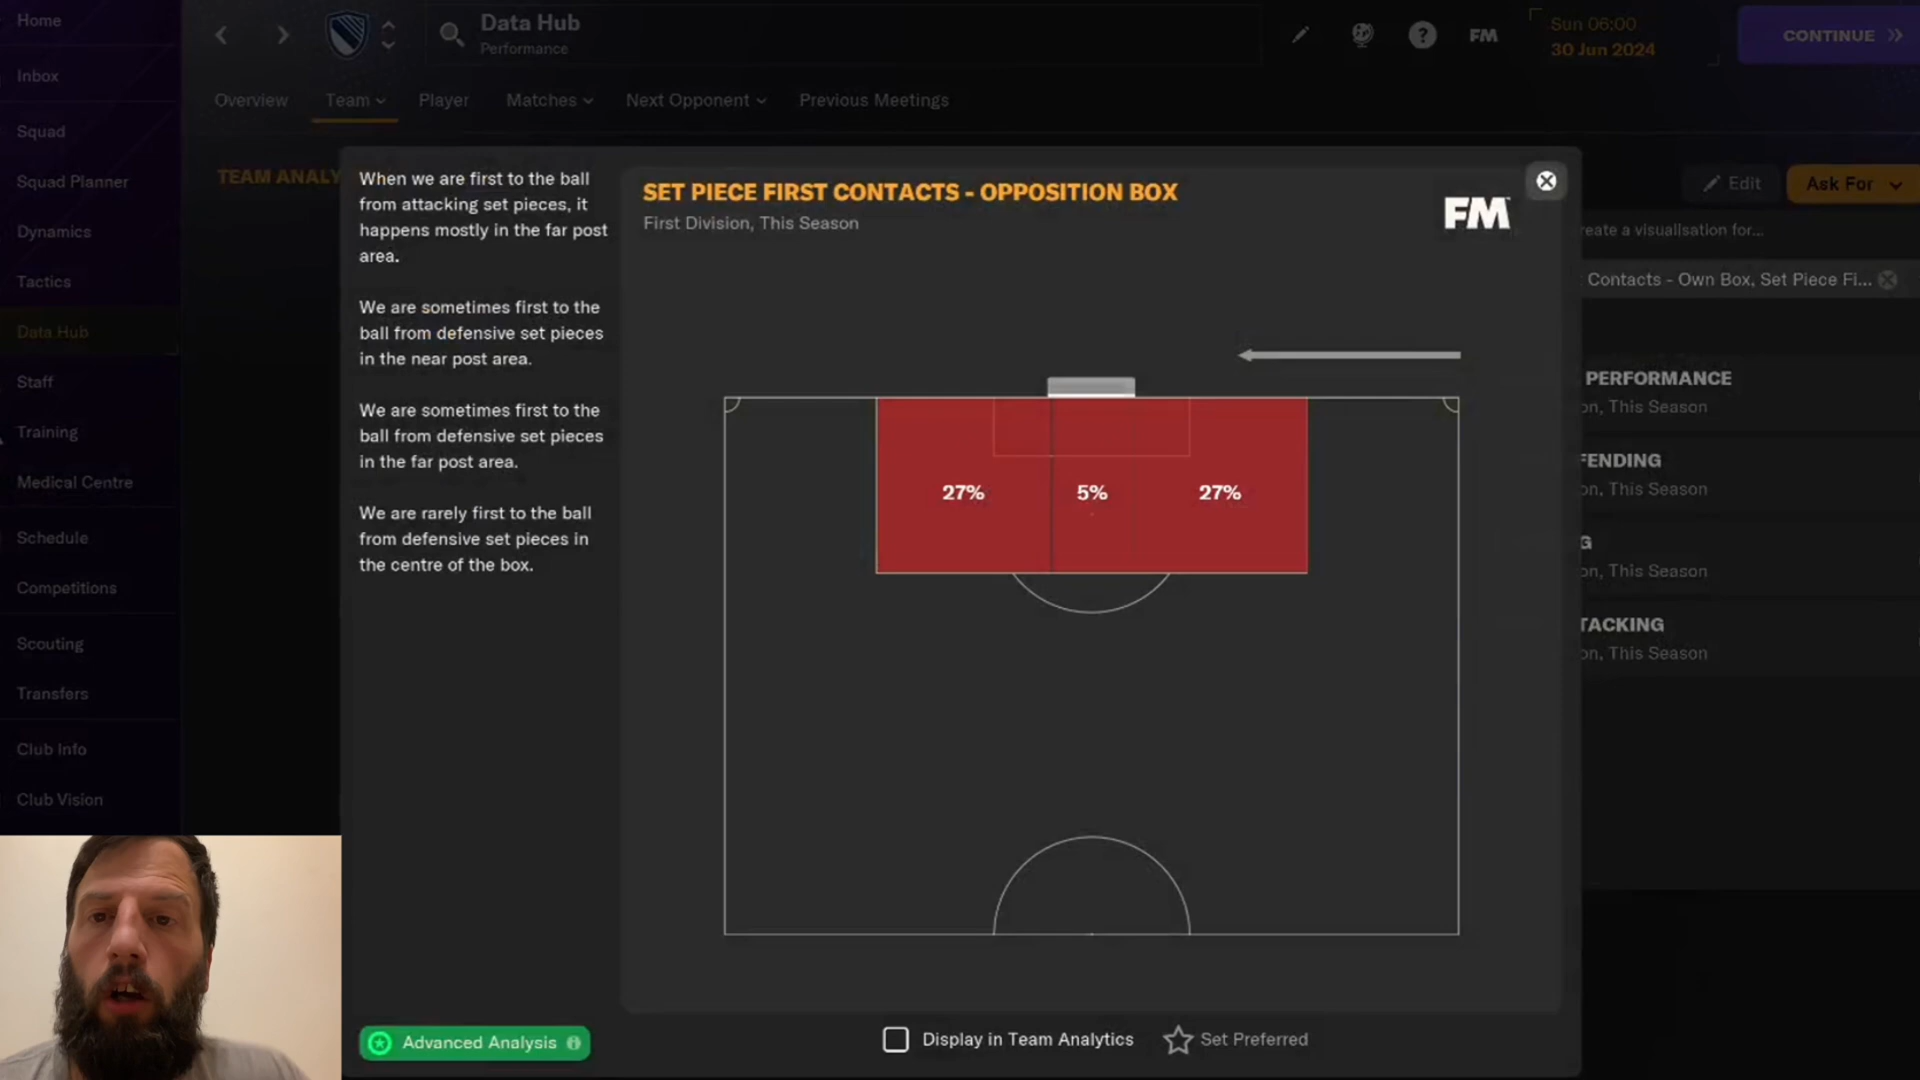 Home
Inbox
Squad
Squad Planner
Dynamics
Tactics
Data Hub
Staff
Training
Medical Centre
Schedule
Competitions
Scouting
Transfers
Club Info
Club Vision
Data Hub
Performance
FM
Sun 06:00
30 Jun 2024
CONTINUE
Overview
Team
Player
Matches
Next Opponent
Previous Meetings
TEAM ANALY
Edit
Ask For
reate a visualisation for...
Contacts - Own Box, Set Piece Fi...
PERFORMANCE
on, This Season
FENDING
on, This Season
G
on, This Season
TACKING
on, This Season
When we are first to the ball
from attacking set pieces, it
happens mostly in the far post
area.
We are sometimes first to the
ball from defensive set pieces
in the near post area.
We are sometimes first to the
ball from defensive set pieces
in the far post area.
We are rarely first to the ball
from defensive set pieces in
the centre of the box.
SET PIECE FIRST CONTACTS - OPPOSITION BOX
First Division, This Season
FM
27% 5% 27%
Advanced Analysis
Display in Team Analytics
Set Preferred